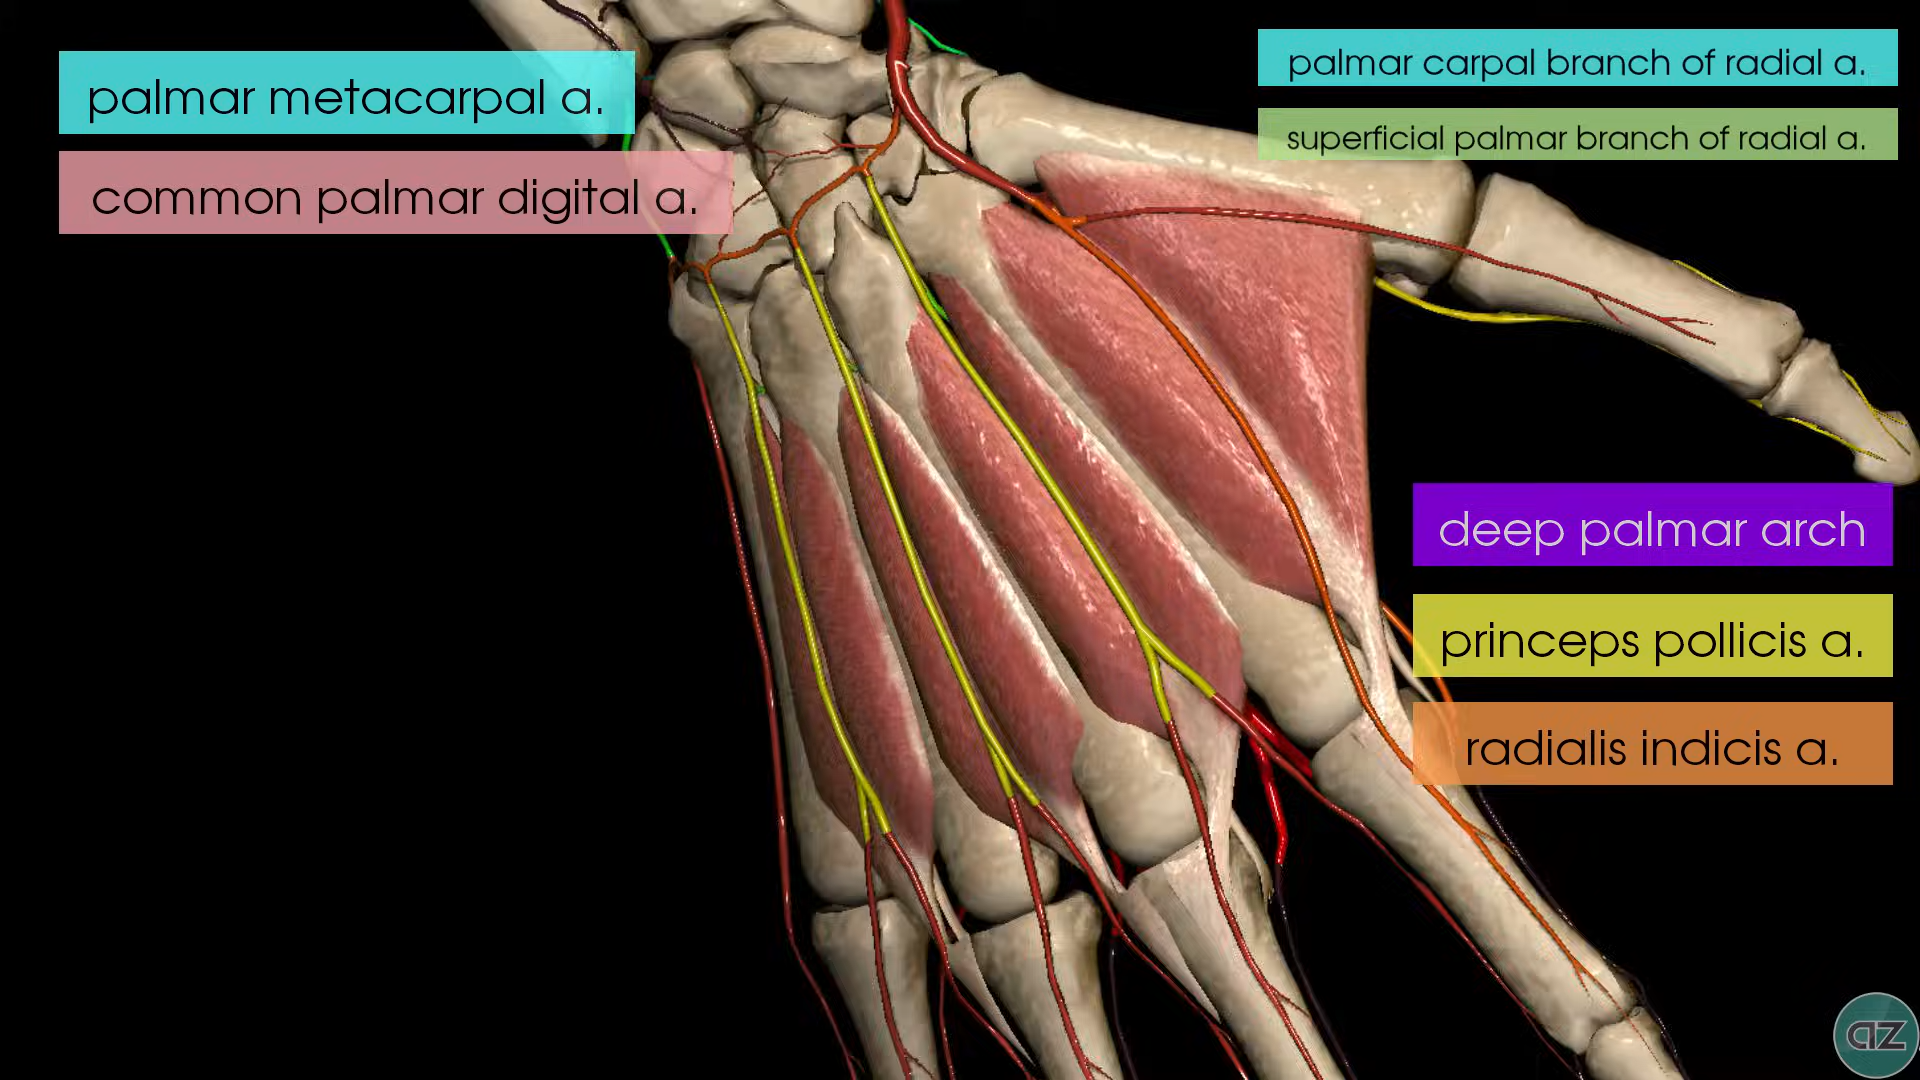 palmar metacarpal a.
common palmar digital a.
palmar carpal branch of radial a.
superficial palmar branch of radial a.
deep palmar arch
princeps pollicis a.
radialis indicis a.
az